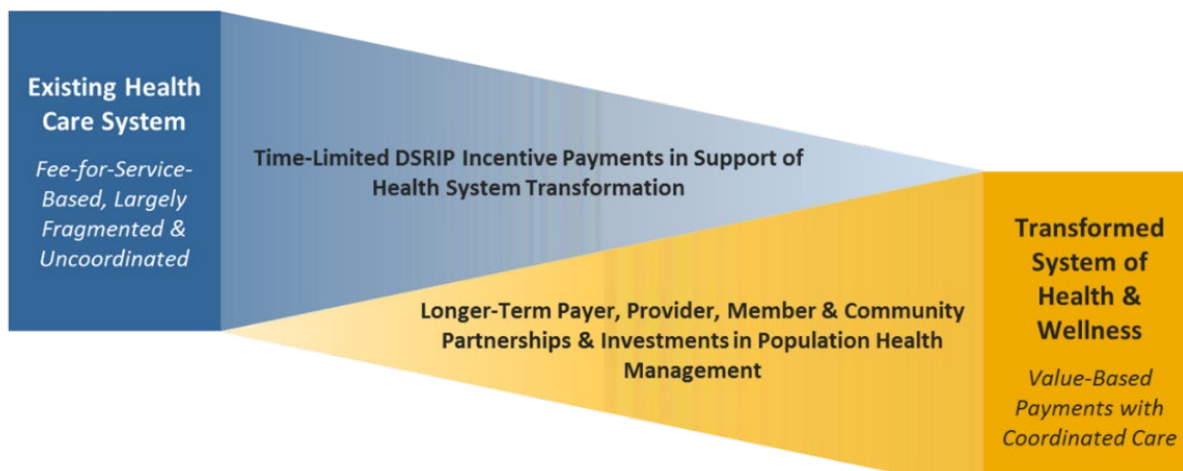 Existing Health
Care System
Fee-for-Service-
Based, Largely
Fragmented &
Uncoordinated
Time-Limited DSRIP Incentive Payments in Support of
Health System Transformation
Longer-Term Payer, Provider, Member & Community
Partnerships & Investments in Population Health
Management
Transformed
System of
Health &
Wellness
Value-Based
Payments with
Coordinated Care